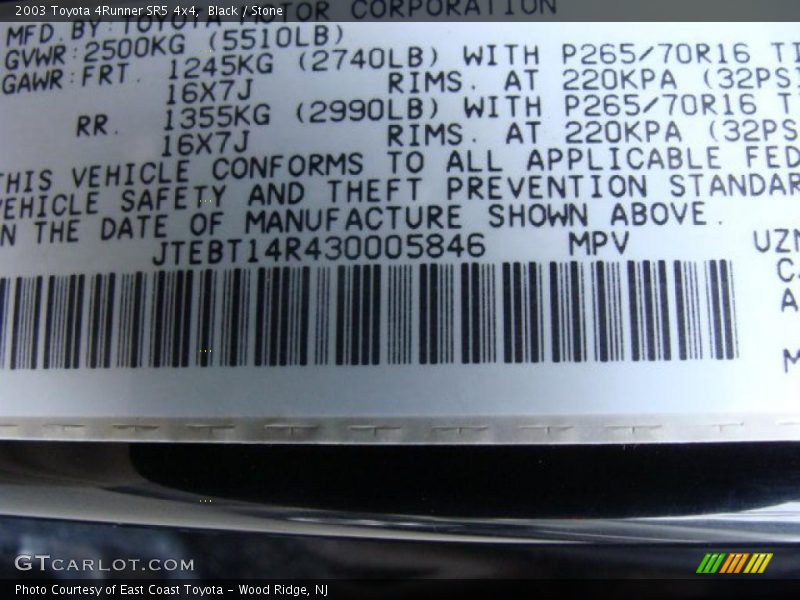 2003 Toyota 4Runner SR5 4x4, Black / Stone
MFD. BY: TOYOTA MOTOR CORPORATION
GVWR: 2500KG (5510LB)
GAWR: FRT. 1245KG (2740LB) WITH P265/70R16 TI
16X7J RIMS. AT 220KPA (32PSI
RR. 1355KG (2990LB) WITH P265/70R16 TI
16X7J RIMS. AT 220KPA (32PS
THIS VEHICLE CONFORMS TO ALL APPLICABLE FED
VEHICLE SAFETY AND THEFT PREVENTION STANDAR
N THE DATE OF MANUFACTURE SHOWN ABOVE.
JTEBT14R430005846 MPV UZN
C
A
M
GTCARLOT.COM
Photo Courtesy of East Coast Toyota - Wood Ridge, NJ